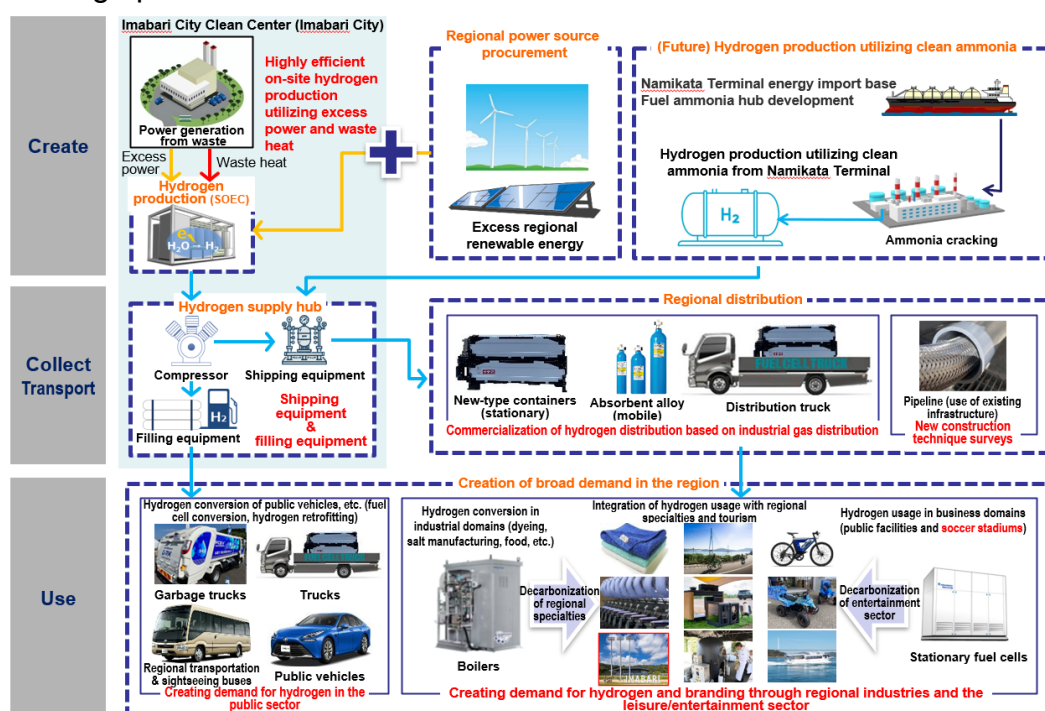 Imabari City Clean Center (Imabari City)
Create
Power generation
from waste
Highly efficient
on-site hydrogen
production
utilizing excess
power and waste
heat
Excess
power
Waste heat
Hydrogen
production (SOEC)
e
H₂O → H₂
Regional power source
procurement
Excess regional
renewable energy
(Future) Hydrogen production utilizing clean ammonia
Namikata Terminal energy import base
Fuel ammonia hub development
Hydrogen production utilizing clean
ammonia from Namikata Terminal
H₂
Ammonia cracking
Collect
Transport
Hydrogen supply hub
Compressor
Shipping equipment
H₂
Filling equipment
Shipping
equipment
&
filling equipment
Regional distribution
New-type containers
(stationary)
Absorbent alloy
(mobile)
FUEL CELL TRUCK
Distribution truck
Commercialization of hydrogen distribution based on industrial gas distribution
Pipeline (use of existing
infrastructure)
New construction
technique surveys
Use
Creation of broad demand in the region
Hydrogen conversion of public vehicles, etc. (fuel
cell conversion, hydrogen retrofitting)
Garbage trucks
FUEL CELL TRUCK
Trucks
Regional transportation
& sightseeing buses
Public vehicles
Creating demand for hydrogen in the
public sector
Hydrogen conversion in
industrial domains (dyeing,
salt manufacturing, food, etc.)
Boilers
Decarbonization
of regional
specialties
Integration of hydrogen usage with regional
specialties and tourism
IMABARI
Hydrogen usage in business domains
(public facilities and soccer stadiums)
Decarbonization
of entertainment
sector
Stationary fuel cells
Creating demand for hydrogen and branding through regional industries and the
leisure/entertainment sector